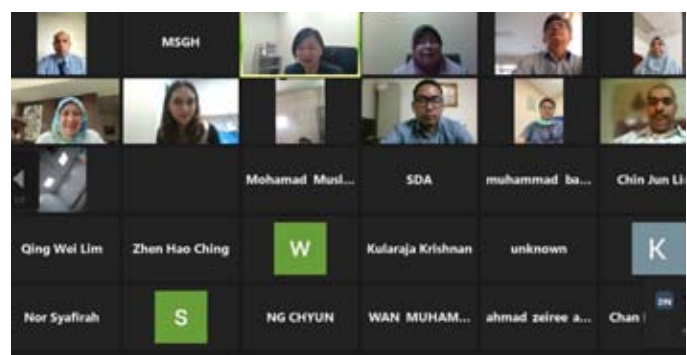 MSGH
Mohamad Musl...
SDA
muhammad ba...
Chin Jun Li
Qing Wei Lim
Zhen Hao Ching
W
Kularaja Krishnan
unknown
K
Nor Syafirah
S
NG CHYUN
WAN MUHAM...
ahmad zeiree a...
Chan